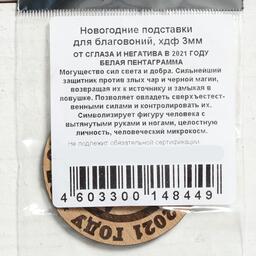 Новогодние подставки
для благовоний, хдф 3мм
ОТ СГЛАЗА И НЕГАТИВА В 2021 ГОДУ
БЕЛАЯ ПЕНТАГРАММА
Могущество сил света и добра. Сильнейший
защитник против злых чар и черной магии,
возвращая их к источнику и замыкая в
ловушке. Позволяет овладеть сверхъестест-
венными силами и контролировать их.
Символизирует фигуру человека с
вытянутыми руками и ногами, целостную
личность, человеческий микрокосм.
Не подлежит обязательной сертификации.
4 603300 148449
2021 ГОДУ